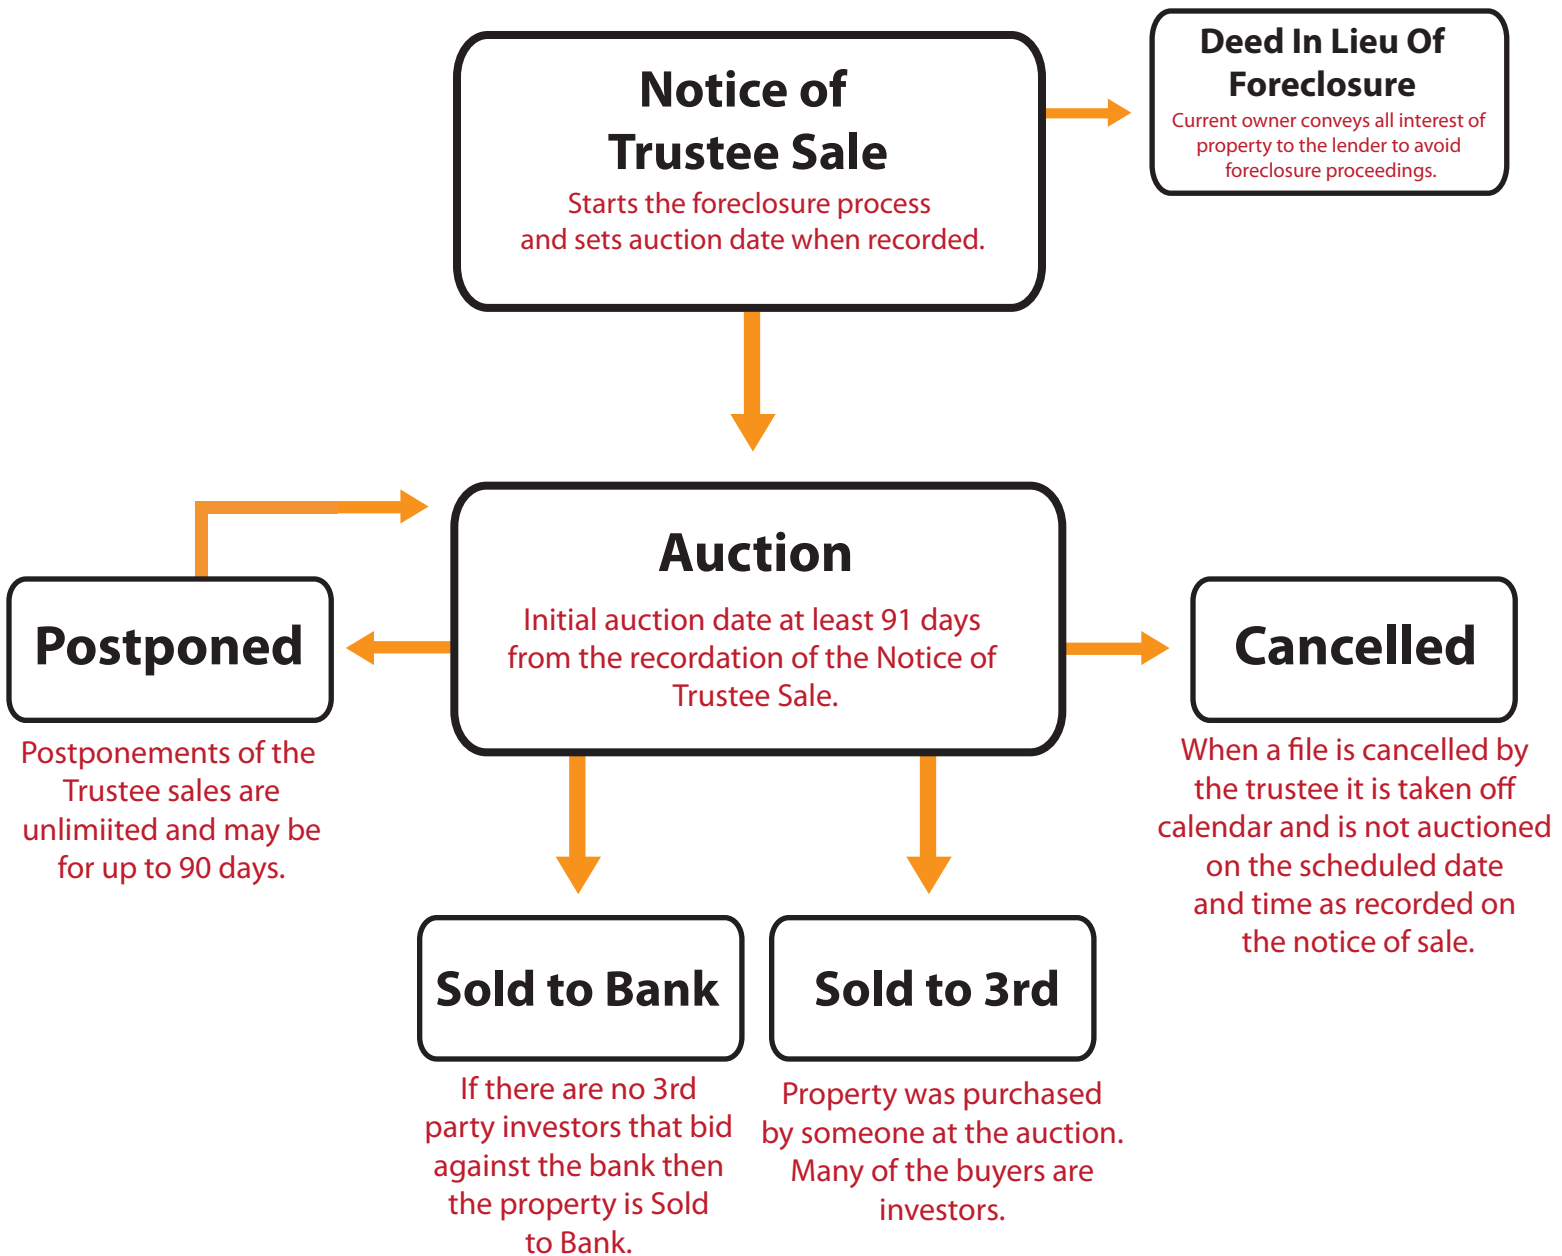 Notice of
Trustee Sale
Starts the foreclosure process
and sets auction date when recorded.
Deed In Lieu Of
Foreclosure
Current owner conveys all interest of
property to the lender to avoid
foreclosure proceedings.
Auction
Initial auction date at least 91 days
from the recordation of the Notice of
Trustee Sale.
Postponed
Postponements of the
Trustee sales are
unlimiited and may be
for up to 90 days.
Cancelled
When a file is cancelled by
the trustee it is taken off
calendar and is not auctioned
on the scheduled date
and time as recorded on
the notice of sale.
Sold to Bank
If there are no 3rd
party investors that bid
against the bank then
the property is Sold
to Bank.
Sold to 3rd
Property was purchased
by someone at the auction.
Many of the buyers are
investors.